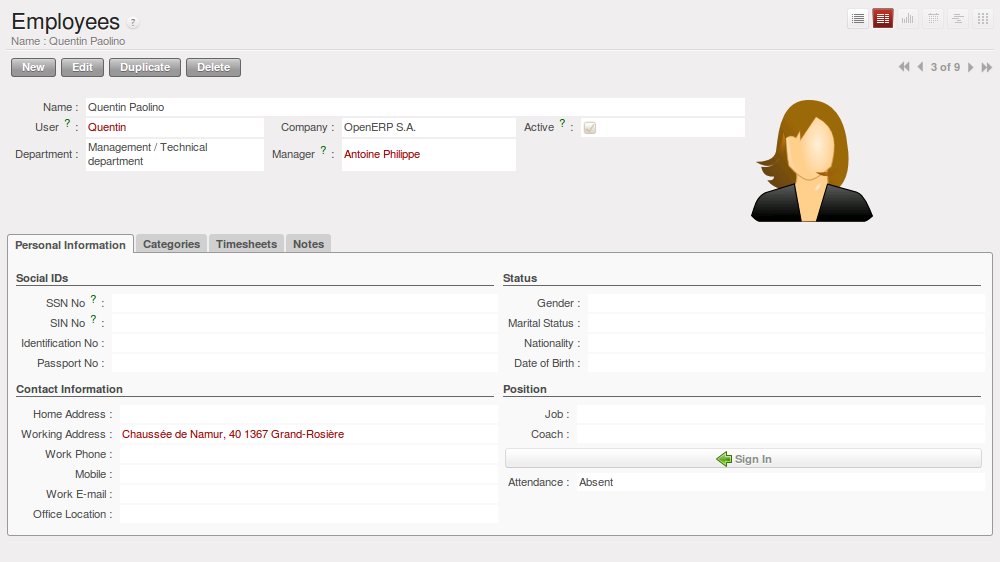 Employees ?
Name : Quentin Paolino
New Edit Duplicate Delete 3 of 9
Name : Quentin Paolino
User ? : Quentin Company : OpenERP S.A. Active ? :
Department : Management / Technical department Manager ? : Antoine Philippe
Personal Information Categories Timesheets Notes
Social IDs
SSN No ? :
SIN No ? :
Identification No :
Passport No :
Status
Gender :
Marital Status :
Nationality :
Date of Birth :
Contact Information
Home Address :
Working Address : Chaussée de Namur, 40 1367 Grand-Rosière
Work Phone :
Mobile :
Work E-mail :
Office Location :
Position
Job :
Coach :
Sign In
Attendance : Absent